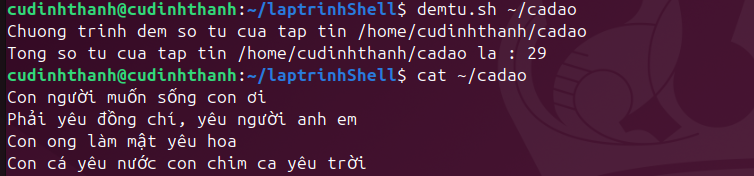 cudinhthanh@cudinhthanh:~/laptrinhShell$ demtu.sh ~/cadao
Chuong trinh dem so tu cua tap tin /home/cudinhthanh/cadao
Tong so tu cua tap tin /home/cudinhthanh/cadao la : 29
cudinhthanh@cudinhthanh:~/laptrinhShell$ cat ~/cadao
Con người muốn sống con ơi
Phải yêu đồng chí, yêu người anh em
Con ong làm mật yêu hoa
Con cá yêu nước con chim ca yêu trời